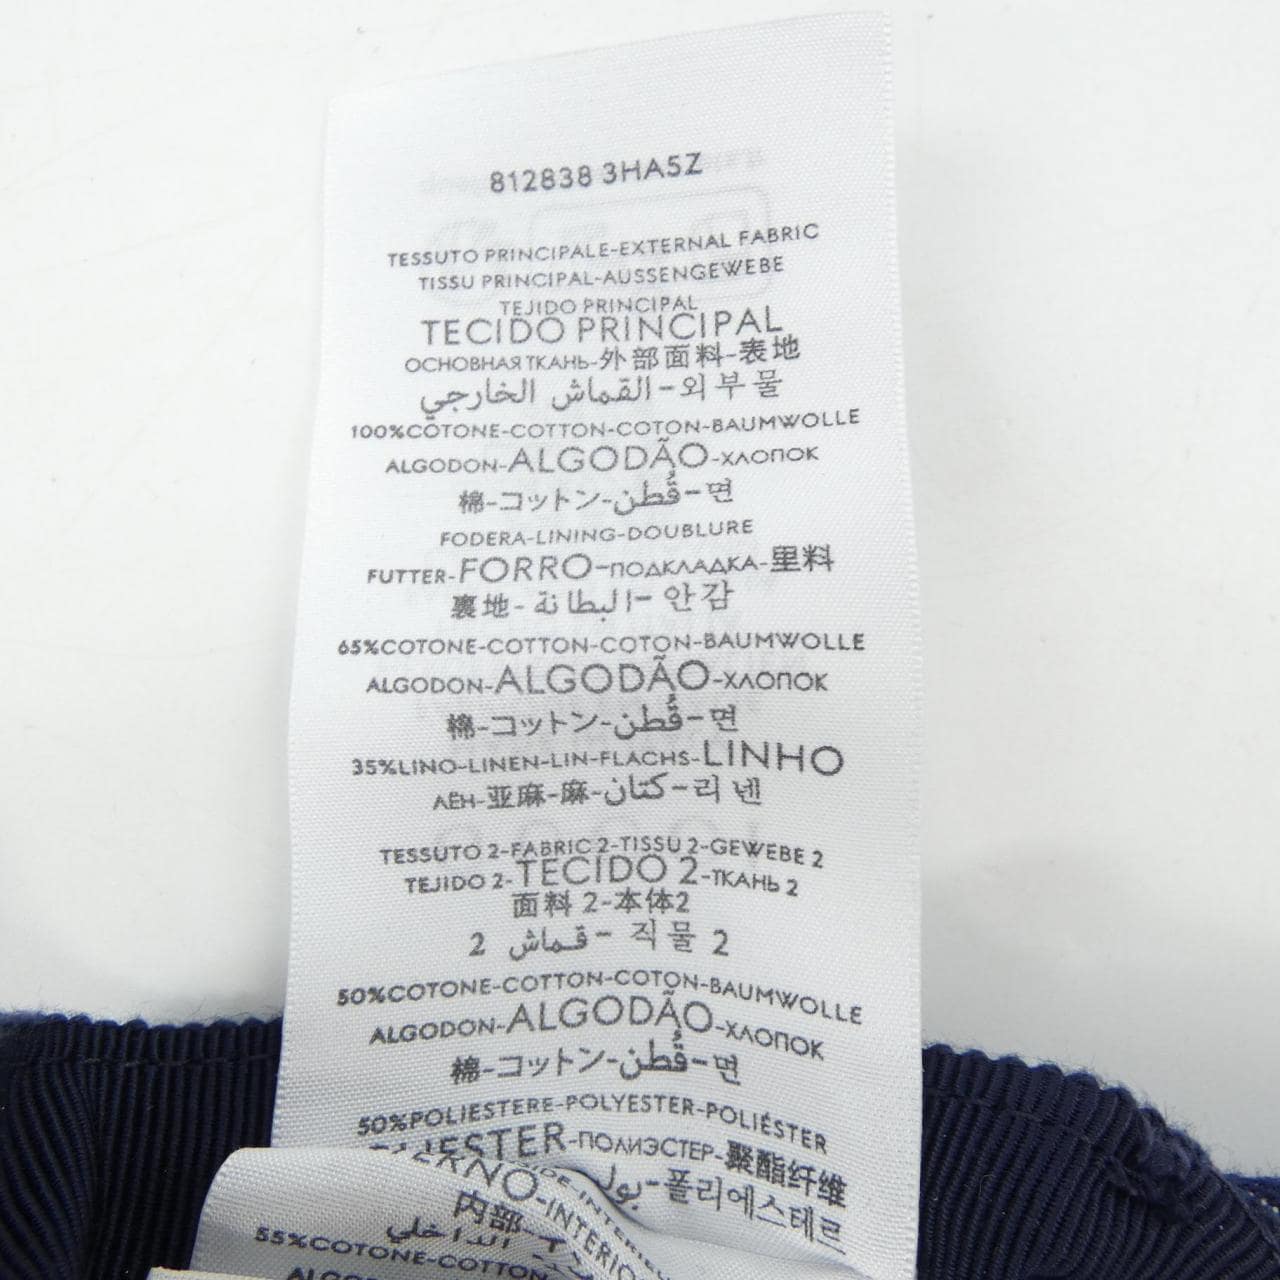 812838 3HA5Z
TESSUTO PRINCIPALE-EXTERNAL FABRIC
TISSU PRINCIPAL-AUSSENGEWEBE
TEJIDO PRINCIPAL
TECIDO PRINCIPAL
ОСНОВНАЯ ТКАНЬ-外部面料-表地
القماش الخارجي-외부물
100%COTONE-COTTON-COTON-BAUMWOLLE
ALGODON-ALGODÃO-ХЛОПОК
棉-コットン-قُطن-면
FODERA-LINING-DOUBLURE
FUTTER-FORRO-ПОДКЛАДКА-里料
裏地-البطانة-안감
65%COTONE-COTTON-COTON-BAUMWOLLE
ALGODON-ALGODÃO-ХЛОПОК
棉-コットン-قُطن-면
35%LINO-LINEN-LIN-FLACHS-LINHO
ЛЕН-亚麻-麻-كتان-리넨
TESSUTO 2-FABRIC 2-TISSU 2-GEWEBE 2
TEJIDO 2-TECIDO 2-ТКАНЬ 2
面料 2-本体2
قماش 2-직물 2
50%COTONE-COTTON-COTON-BAUMWOLLE
ALGODON-ALGODÃO-ХЛОПОК
棉-コットン-قُطن-면
50%POLIESTERE-POLYESTER-POLIÉSTER
-ПОЛИЭСТЕР-聚酯纤维
-폴리에스테르
内部-
الداخلي
55%COTONE-COTTON